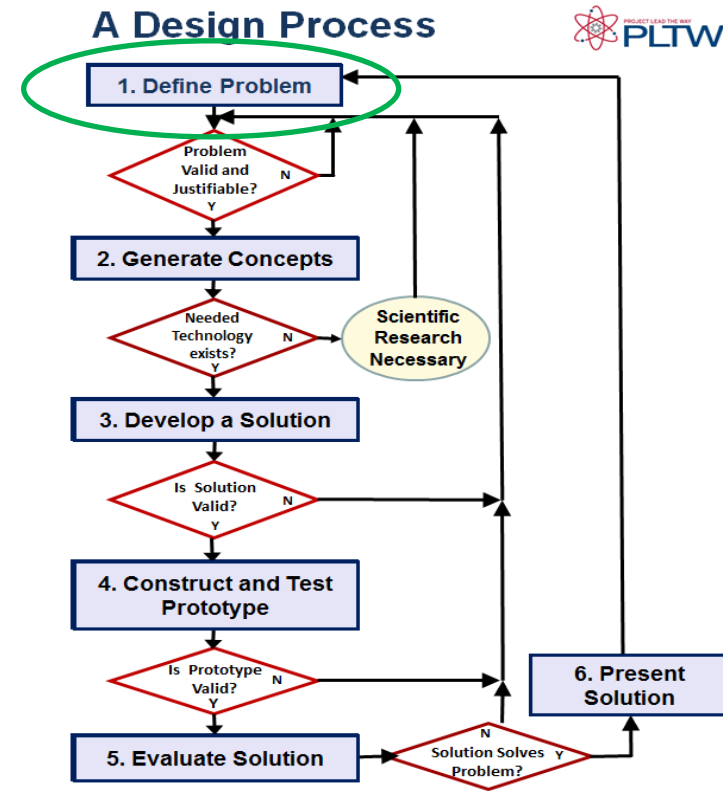 A Design Process
PROJECT LEAD THE WAY
PLTW
1. Define Problem
Problem
Valid and
Justifiable?
N
Y
2. Generate Concepts
Needed
Technology
exists?
N
Y
Scientific
Research
Necessary
3. Develop a Solution
Is Solution
Valid?
N
Y
4. Construct and Test
Prototype
Is Prototype
Valid?
N
Y
5. Evaluate Solution
N
Solution Solves
Problem?
Y
6. Present
Solution